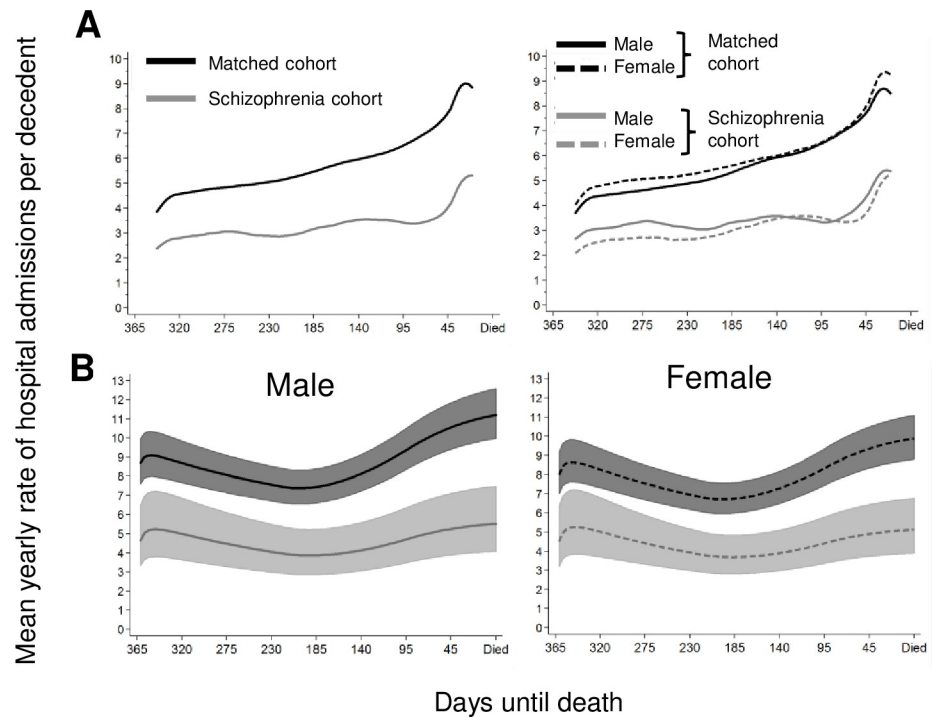 Mean yearly rate of hospital admissions per decedent
A
Matched cohort
Schizophrenia cohort
10
9
8
7
6
5
4
3
2
1
0
365 320 275 230 185 140 95 45 Died
Male
Female
Matched
cohort
Male
Female
Schizophrenia
cohort
10
9
8
7
6
5
4
3
2
1
0
365 320 275 230 185 140 95 45 Died
B
Male
13
12
11
10
9
8
7
6
5
4
3
2
1
0
365 320 275 230 185 140 95 45 Died
Female
13
12
11
10
9
8
7
6
5
4
3
2
1
0
365 320 275 230 185 140 95 45 Died
Days until death